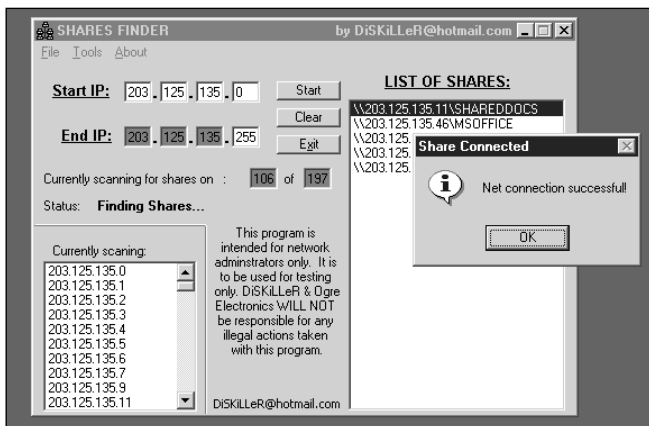 SHARES FINDER by DiSKiLLeR@hotmail.com
File Tools About
Start IP: 203 . 125 . 135 . 0 Start
Clear
End IP: 203 . 125 . 135 . 255 Exit
Currently scanning for shares on : 106 of 197
Status: Finding Shares...
Currently scaning:
203.125.135.0
203.125.135.1
203.125.135.2
203.125.135.3
203.125.135.4
203.125.135.5
203.125.135.6
203.125.135.7
203.125.135.9
203.125.135.11
This program is
intended for network
adminstrators only. It is
to be used for testing
only. DiSKiLLeR & Ogre
Electronics WILL NOT
be responsible for any
illegal actions taken
with this program.
DiSKiLLeR@hotmail.com
LIST OF SHARES:
\\203.125.135.11\SHAREDDOCS
\\203.125.135.46\MSOFFICE
\\203.125.
\\203.125.
\\203.125.
Share Connected
Net connection successful!
OK